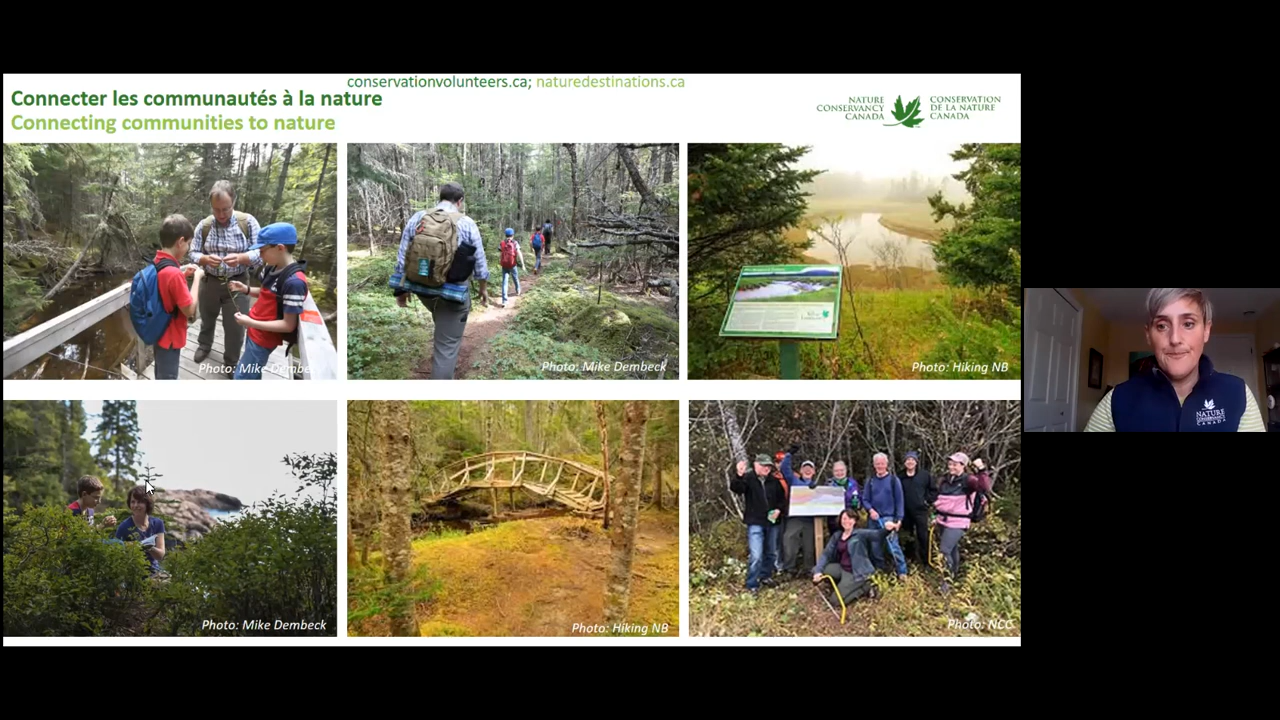 conservationvolunteers.ca; naturedestinations.ca
Connecter les communautés à la nature
Connecting communities to nature
NATURE
CONSERVANCY
CANADA
CONSERVATION
DE LA NATURE
CANADA
Photo: Mike Dembeck
Photo: Mike Dembeck
Photo: Hiking NB
Photo: Mike Dembeck
Photo: Hiking NB
Photo: NCC
NATURE
CONSERVANCY
CANADA